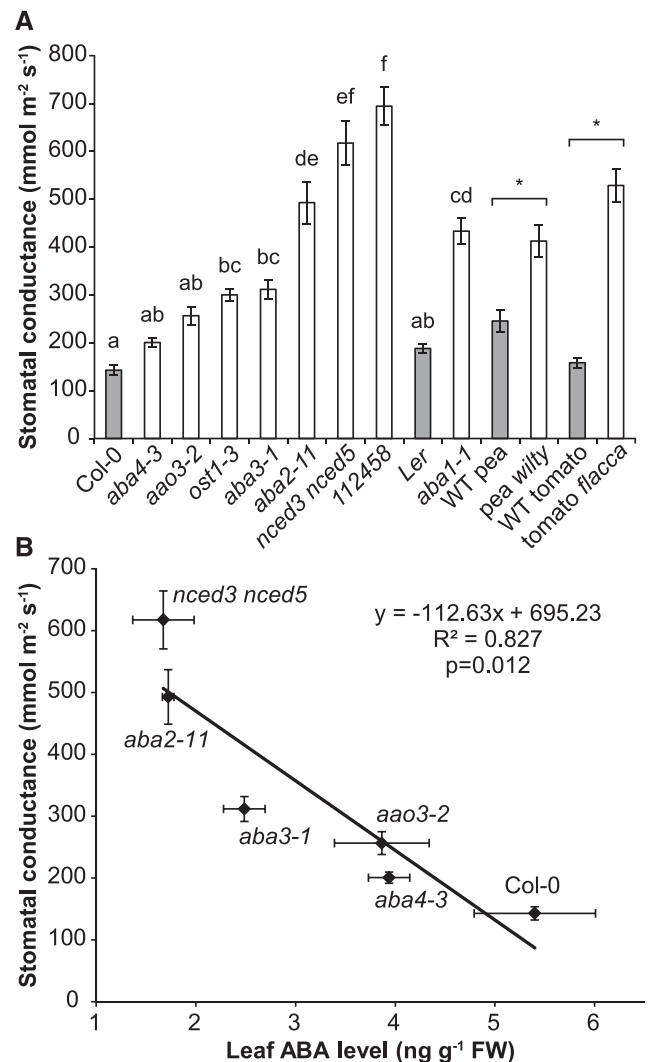 A
Stomatal conductance (mmol m⁻² s⁻¹)
800
700
600
500
400
300
200
100
0
a
ab
ab
bc
bc
de
ef
f
ab
cd
*
*
Col-0
aba4-3
aao3-2
ost1-3
aba3-1
aba2-11
nced3 nced5
112458
Ler
aba1-1
WT pea
pea wilty
WT tomato
tomato flacca
B
Stomatal conductance (mmol m⁻² s⁻¹)
700
600
500
400
300
200
100
0
nced3 nced5
y = -112.63x + 695.23
R² = 0.827
p=0.012
aba2-11
aba3-1
aao3-2
aba4-3
Col-0
1
2
3
4
5
6
Leaf ABA level (ng g⁻¹ FW)